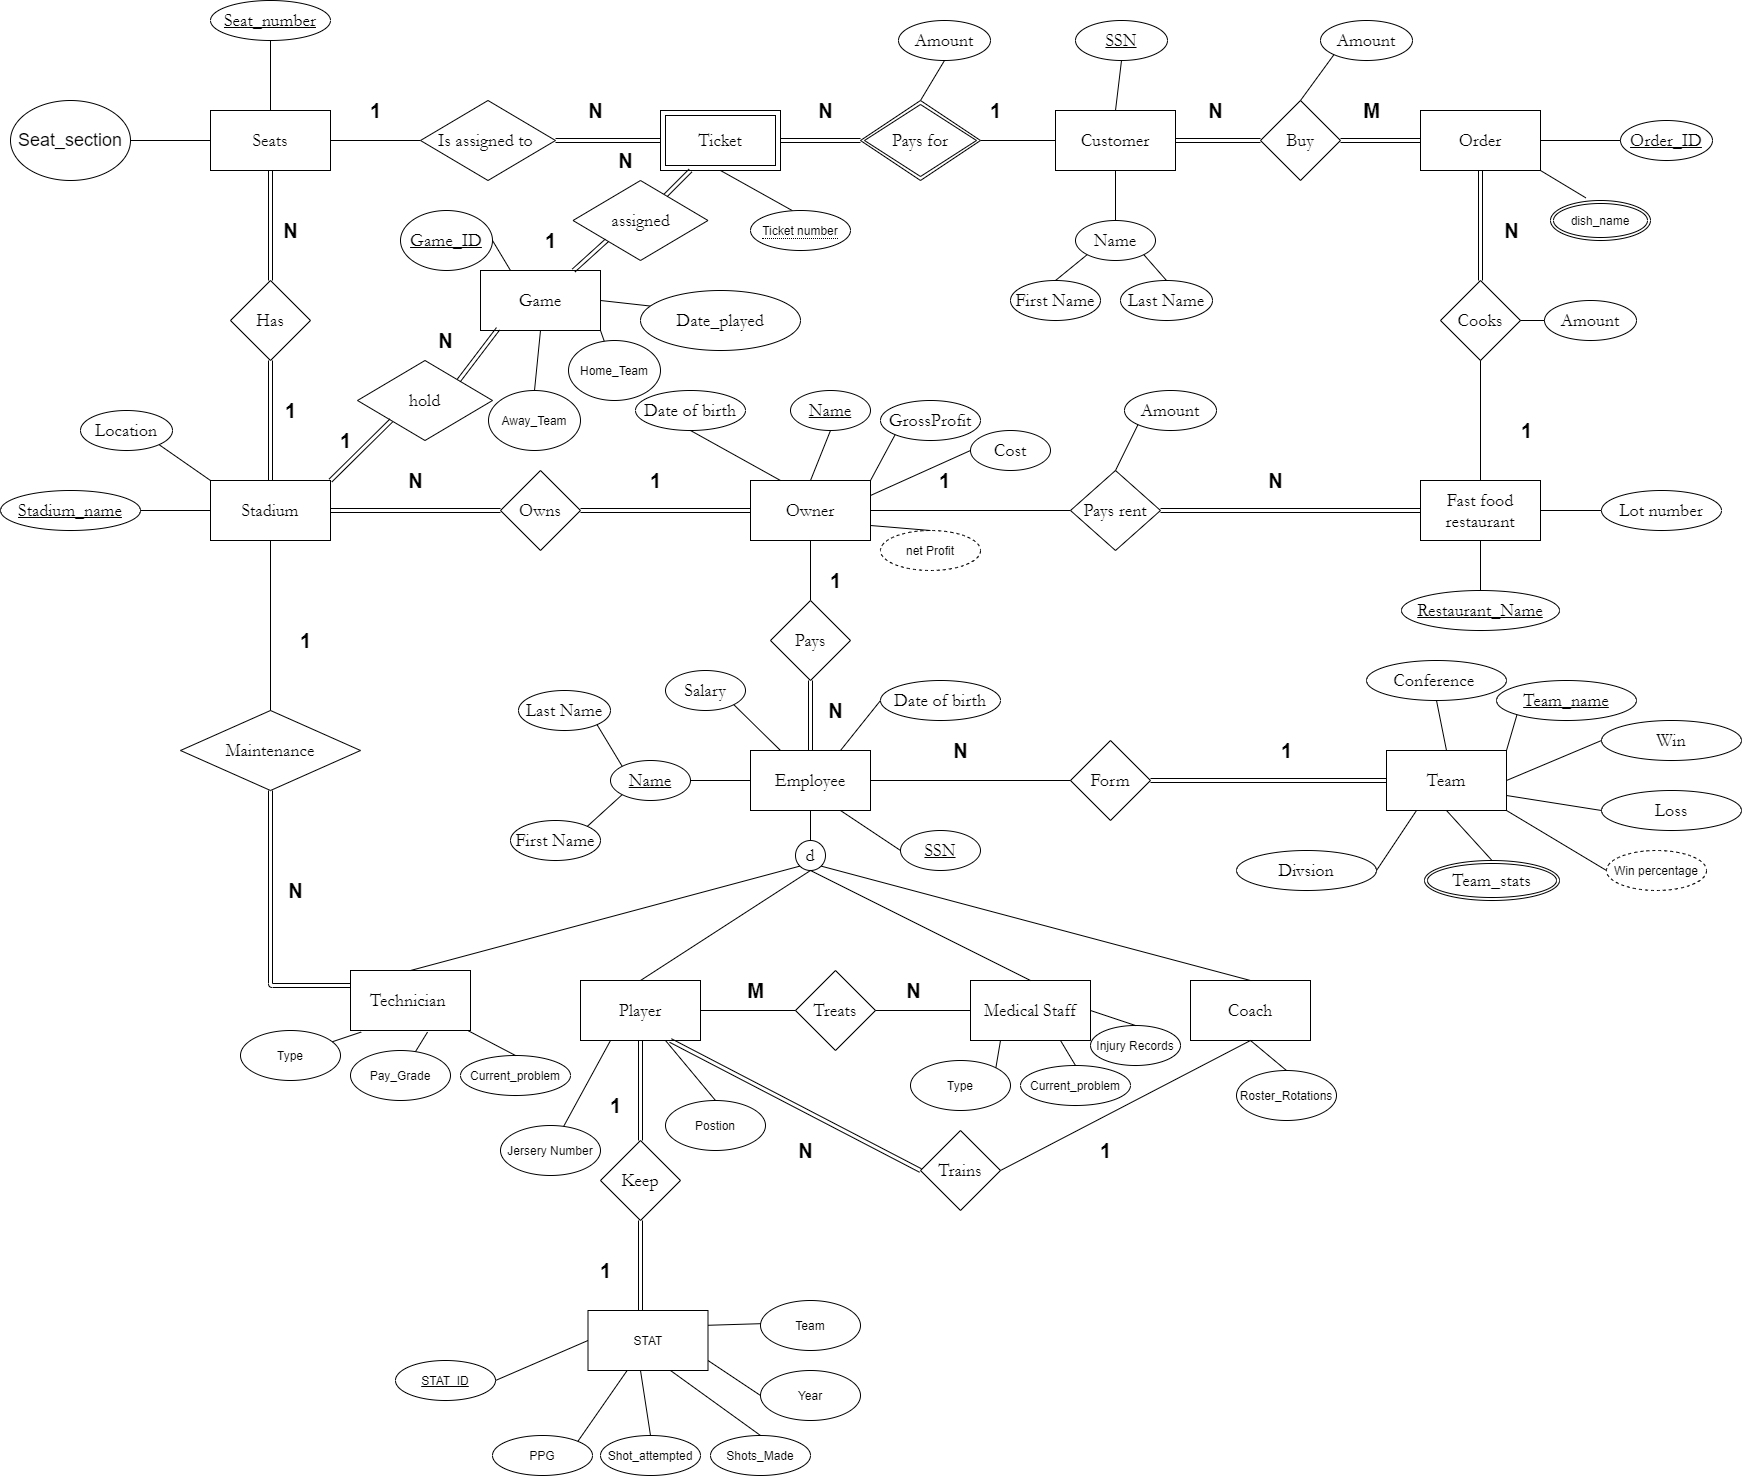 Seat_number
Amount
SSN
Amount
1
N
N
1
N
M
Seat_section
Seats
Is assigned to
Ticket
Pays for
Customer
Buy
Order
Order_ID
N
assigned
Ticket number
dish_name
N
Game_ID
1
Name
N
Game
First Name
Last Name
Has
Date_played
Cooks
Amount
N
Home_Team
hold
Away_Team
1
Location
1
Date of birth
Name
GrossProfit
Amount
Cost
1
N
1
1
N
Stadium_name
Stadium
Owns
Owner
Pays rent
Fast food
restaurant
Lot number
net Profit
1
Restaurant_Name
1
Pays
Salary
Date of birth
Conference
Team_name
Last Name
N
Win
Maintenance
N
1
Name
Employee
Form
Team
Loss
First Name
SSN
d
Divsion
Team_stats
Win percentage
N
Technician
M
N
Player
Treats
Medical Staff
Coach
Type
Pay_Grade
Current_problem
Injury Records
Type
Current_problem
Roster_Rotations
1
Postion
Jersery Number
N
1
Keep
Trains
1
Team
STAT
STAT_ID
Year
PPG
Shot_attempted
Shots_Made